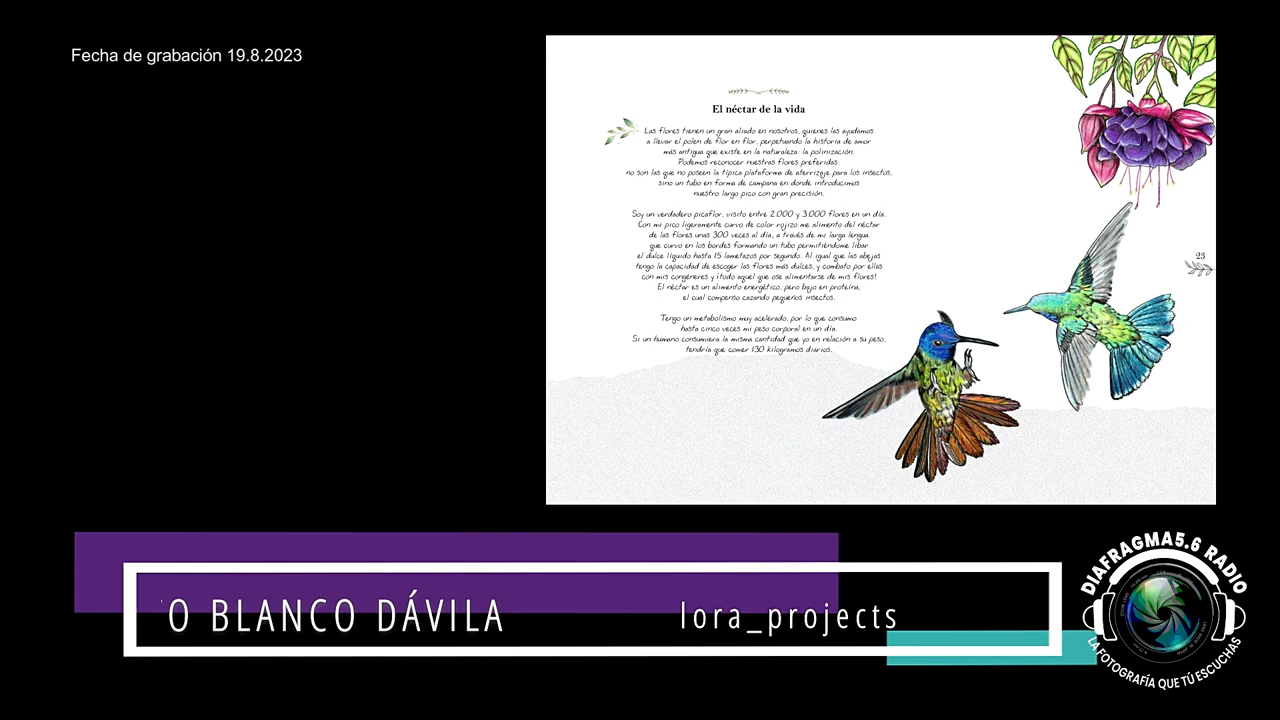 Fecha de grabación 19.8.2023
El néctar de la vida
Las flores tienen un gran aliado en nosotros, quienes las ayudamos
a llevar el polen de flor en flor, perpetuando la historia de amor
más antigua que existe en la naturaleza: la polinización.
Podemos reconocer nuestras flores preferidas:
no son las que no poseen la típica plataforma de aterrizaje para los insectos,
sino un tubo en forma de campana en donde introducimos
nuestro largo pico con gran precisión.
Soy un verdadero picaflor, visito entre 2.000 y 3.000 flores en un día.
Con mi pico ligeramente curvo de color rojizo me alimento del néctar
de las flores unas 300 veces al día, a través de mi larga lengua
que curvo en los bordes formando un tubo permitiéndome libar
el dulce líquido hasta 15 lametazos por segundo. Al igual que las abejas
tengo la capacidad de escoger las flores más dulces, y combato por ellas
con mis congéneres y ¡todo aquel que ose alimentarse de mis flores!
El néctar es un alimento energético, pero bajo en proteína,
el cual compenso cazando pequeños insectos.
Tengo un metabolismo muy acelerado, por lo que consumo
hasta cinco veces mi peso corporal en un día.
Si un humano consumiera la misma cantidad que yo en relación a su peso,
tendría que comer 130 kilogramos diarios.
23
O BLANCO DÁVILA
lora_projects
DIAFRAGMA5.6 RADIO
LA FOTOGRAFÍA QUE TÚ ESCUCHAS